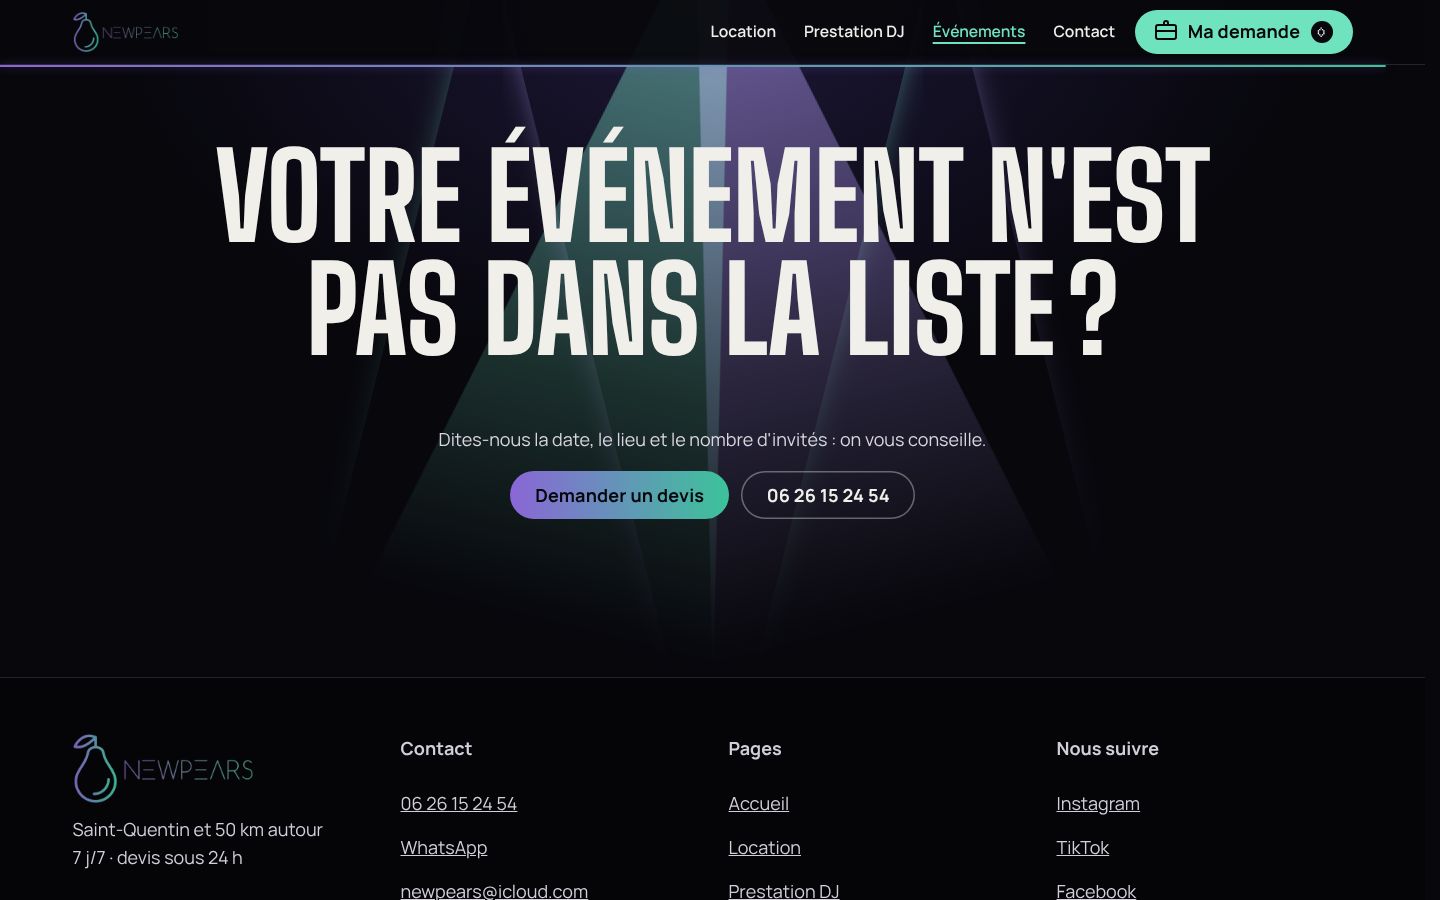 NEWPEARS
Location Prestation DJ Événements Contact Ma demande 0
VOTRE ÉVÉNEMENT N'EST
PAS DANS LA LISTE ?
Dites-nous la date, le lieu et le nombre d'invités : on vous conseille.
Demander un devis 06 26 15 24 54
NEWPEARS
Saint-Quentin et 50 km autour
7 j/7 · devis sous 24 h
Contact
06 26 15 24 54
WhatsApp
newpears@icloud.com
Pages
Accueil
Location
Prestation DJ
Nous suivre
Instagram
TikTok
Facebook